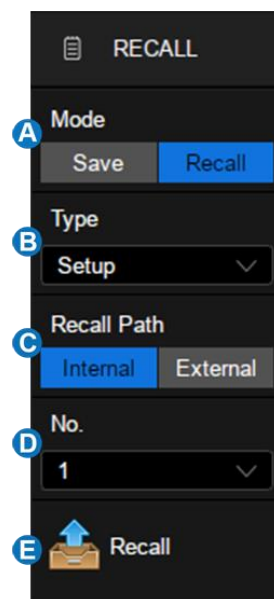 RECALL
A
Mode
Save Recall
B
Type
Setup
C
Recall Path
Internal External
D
No.
1
E
Recall